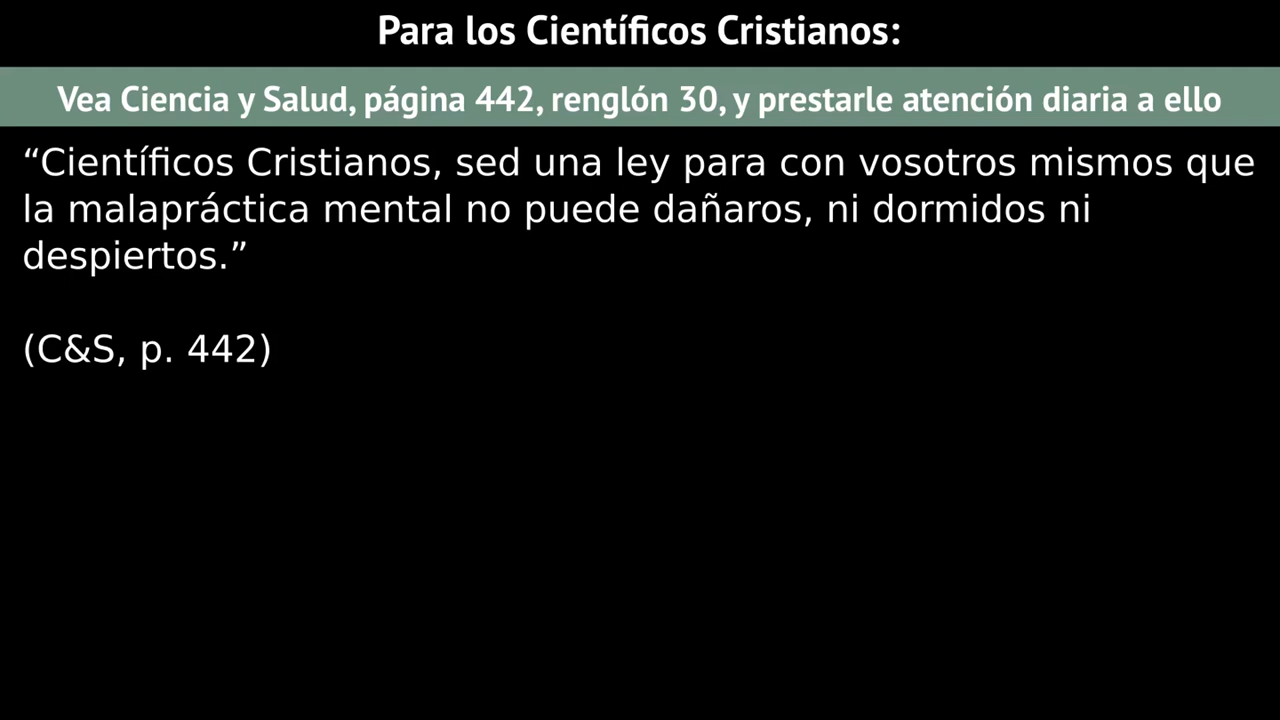 Para los Científicos Cristianos:
Vea Ciencia y Salud, página 442, renglón 30, y prestarle atención diaria a ello
“Científicos Cristianos, sed una ley para con vosotros mismos que
la malapráctica mental no puede dañaros, ni dormidos ni
despiertos.”
(C&S, p. 442)